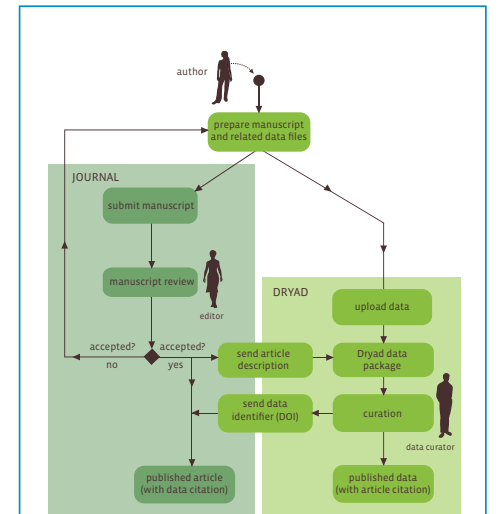 author
prepare manuscript
and related data files
JOURNAL
submit manuscript
manuscript review
editor
DRYAD
upload data
accepted?
no
accepted?
yes
send article
description
Dryad data
package
send data
identifier (DOI)
curation
data curator
published article
(with data citation)
published data
(with article citation)